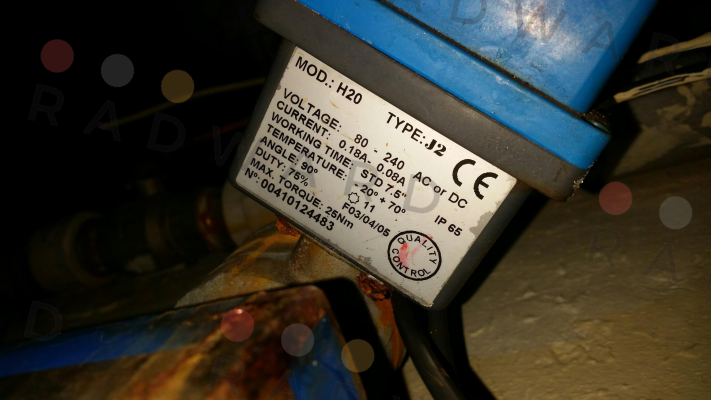 MOD.: H20 TYPE: J2
VOLTAGE: 80 - 240 AC or DC
CURRENT: 0.18A- 0.08A
WORKING TIME: STD 7.5"
TEMPERATURE: - 20° + 70° IP 65
ANGLE: 90° 11
DUTY: 75% F03/04/05
MAX. TORQUE: 25Nm
N°: 00410124483
CE
QUALITY CONTROL
RADWARD